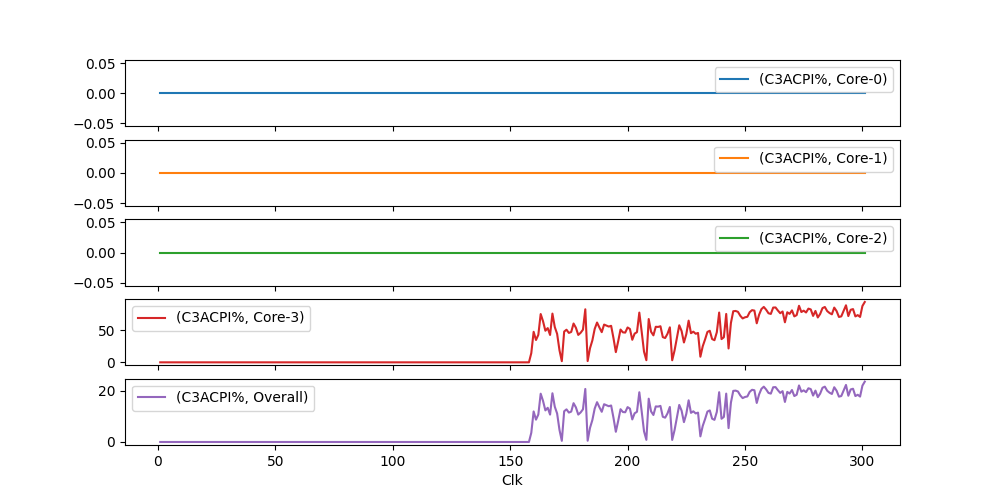 0.05
0.00
−0.05
(C3ACPI%, Core-0)
0.05
0.00
−0.05
(C3ACPI%, Core-1)
0.05
0.00
−0.05
(C3ACPI%, Core-2)
50
0
(C3ACPI%, Core-3)
20
0
(C3ACPI%, Overall)
0 50 100 150 200 250 300
Clk